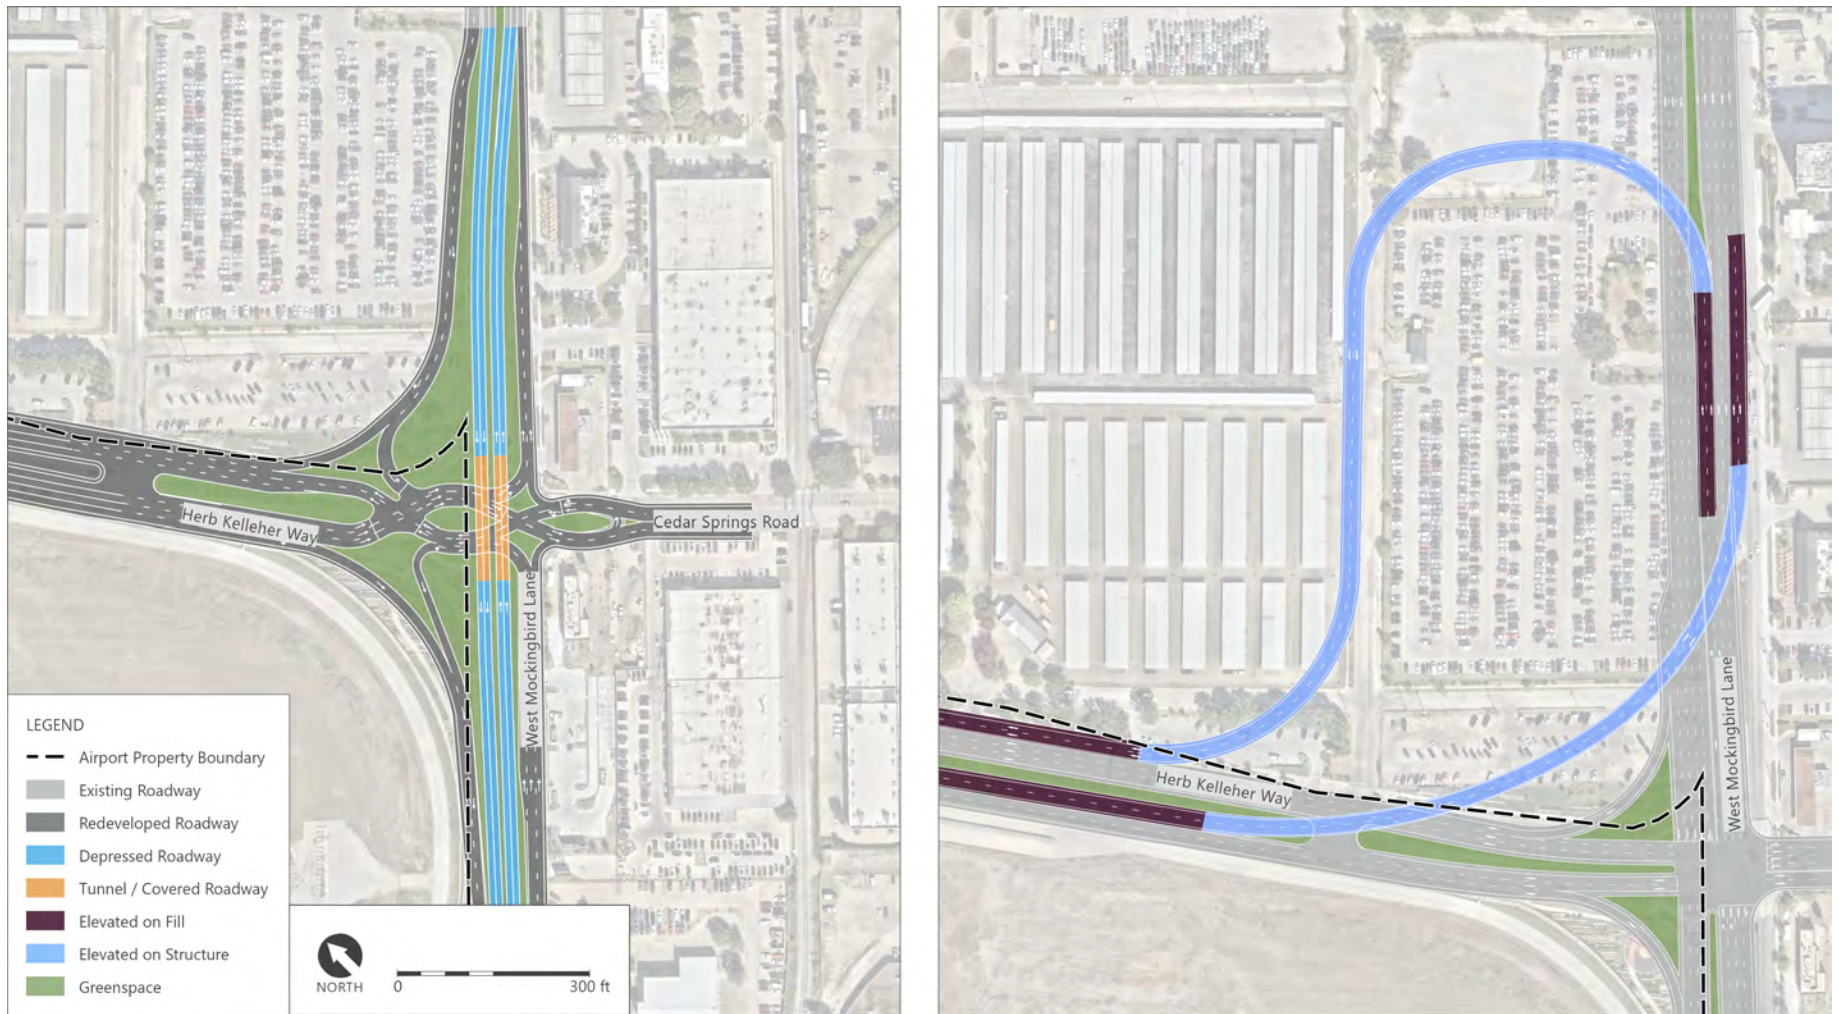 Herb Kelleher Way
Cedar Springs Road
West Mockingbird Lane
LEGEND
Airport Property Boundary
Existing Roadway
Redeveloped Roadway
Depressed Roadway
Tunnel / Covered Roadway
Elevated on Fill
Elevated on Structure
Greenspace
NORTH
0 300 ft
Herb Kelleher Way
West Mockingbird Lane